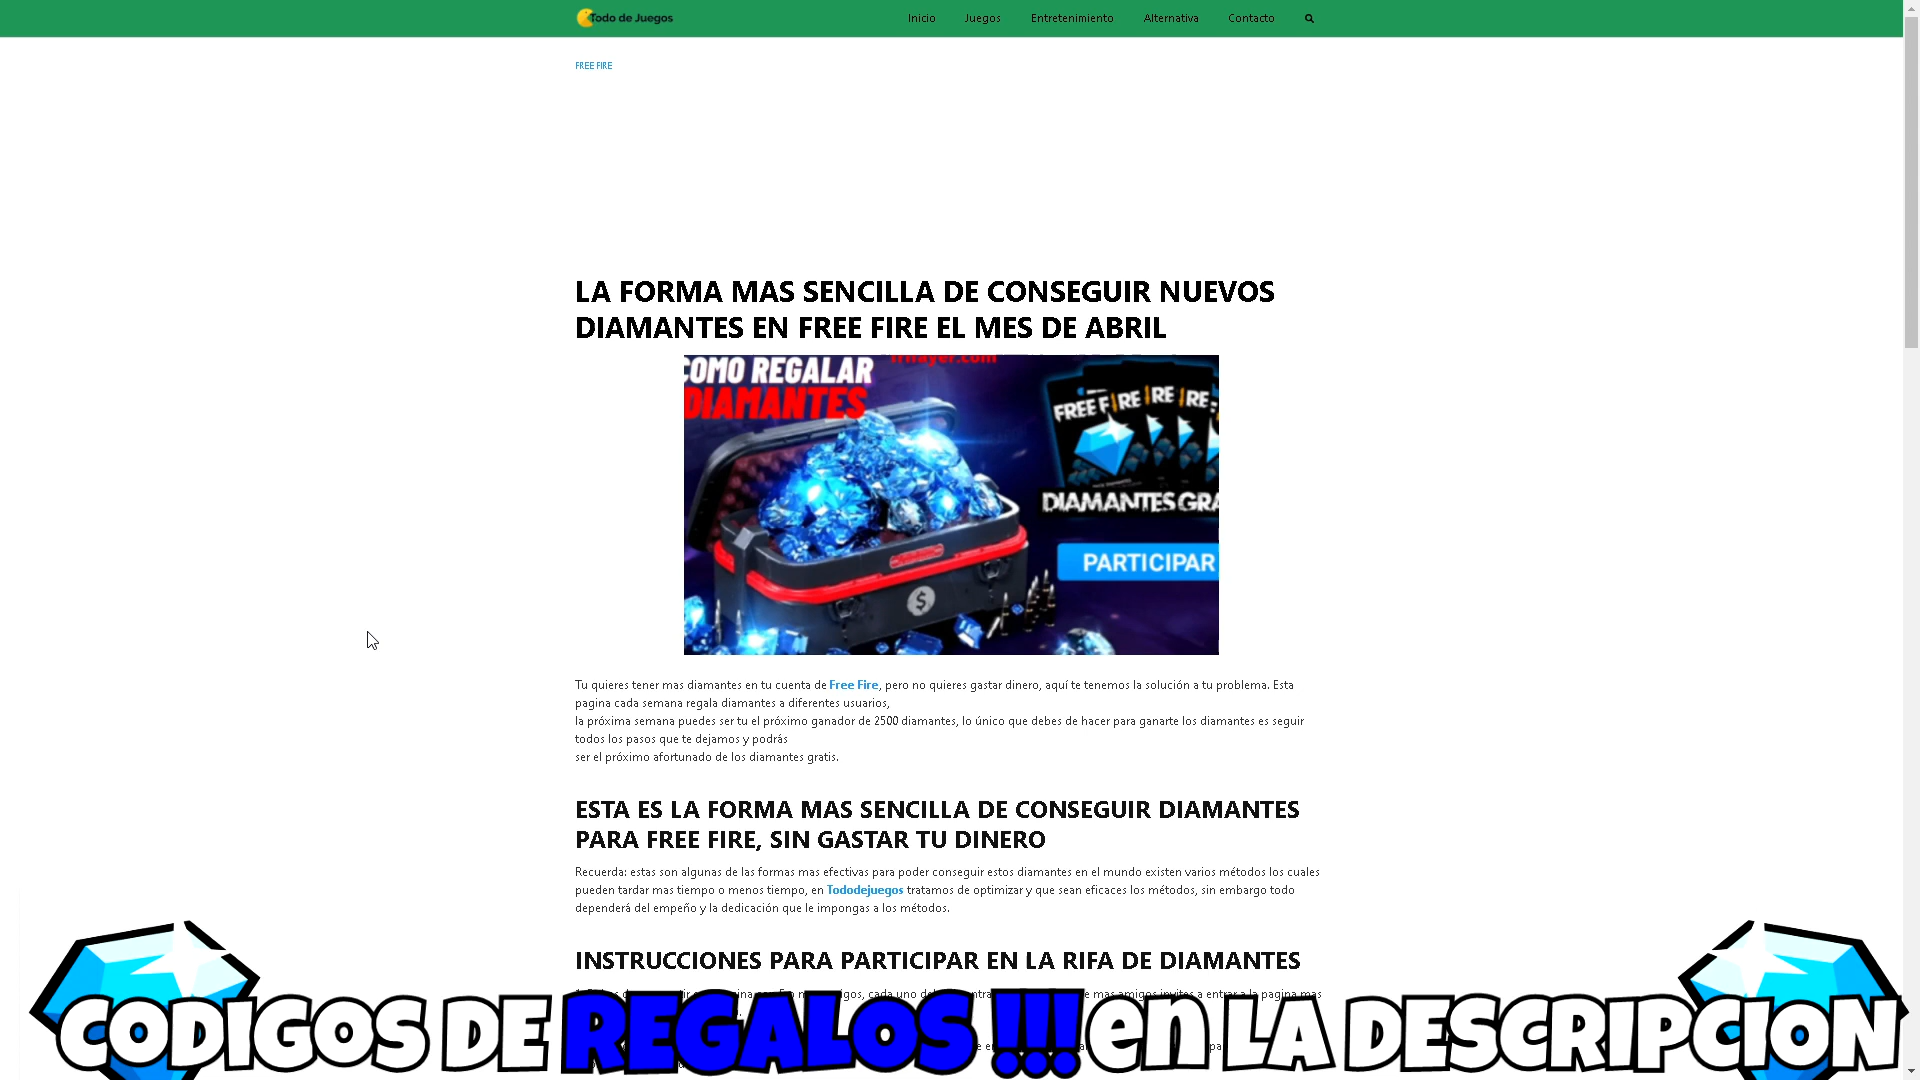 Todo de Juegos
Inicio
Juegos
Entretenimiento
Alternativa
Contacto
FREE FIRE
LA FORMA MAS SENCILLA DE CONSEGUIR NUEVOS
DIAMANTES EN FREE FIRE EL MES DE ABRIL
COMO REGALAR
DIAMANTES
FREE FIRE
DIAMANTES GRA
PARTICIPAR
Tu quieres tener mas diamantes en tu cuenta de Free Fire, pero no quieres gastar dinero, aquí te tenemos la solución a tu problema. Esta
pagina cada semana regala diamantes a diferentes usuarios,
la próxima semana puedes ser tu el próximo ganador de 2500 diamantes, lo único que debes de hacer para ganarte los diamantes es seguir
todos los pasos que te dejamos y podrás
ser el próximo afortunado de los diamantes gratis.
ESTA ES LA FORMA MAS SENCILLA DE CONSEGUIR DIAMANTES
PARA FREE FIRE, SIN GASTAR TU DINERO
Recuerda: estas son algunas de las formas mas efectivas para poder conseguir estos diamantes en el mundo existen varios métodos los cuales
pueden tardar mas tiempo o menos tiempo, en Tododejuegos tratamos de optimizar y que sean eficaces los métodos, sin embargo todo
dependerá del empeño y la dedicación que le impongas a los métodos.
INSTRUCCIONES PARA PARTICIPAR EN LA RIFA DE DIAMANTES
mas amigos invites a entrar a la pagina mas
CODIGOS DE REGALOS !!! en LA DESCRIPCION